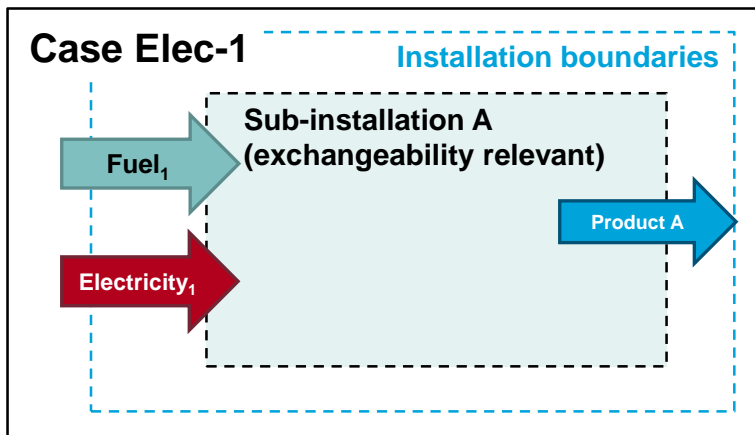 Case Elec-1
Installation boundaries
Sub-installation A
(exchangeability relevant)
Fuel₁
Product A
Electricity₁